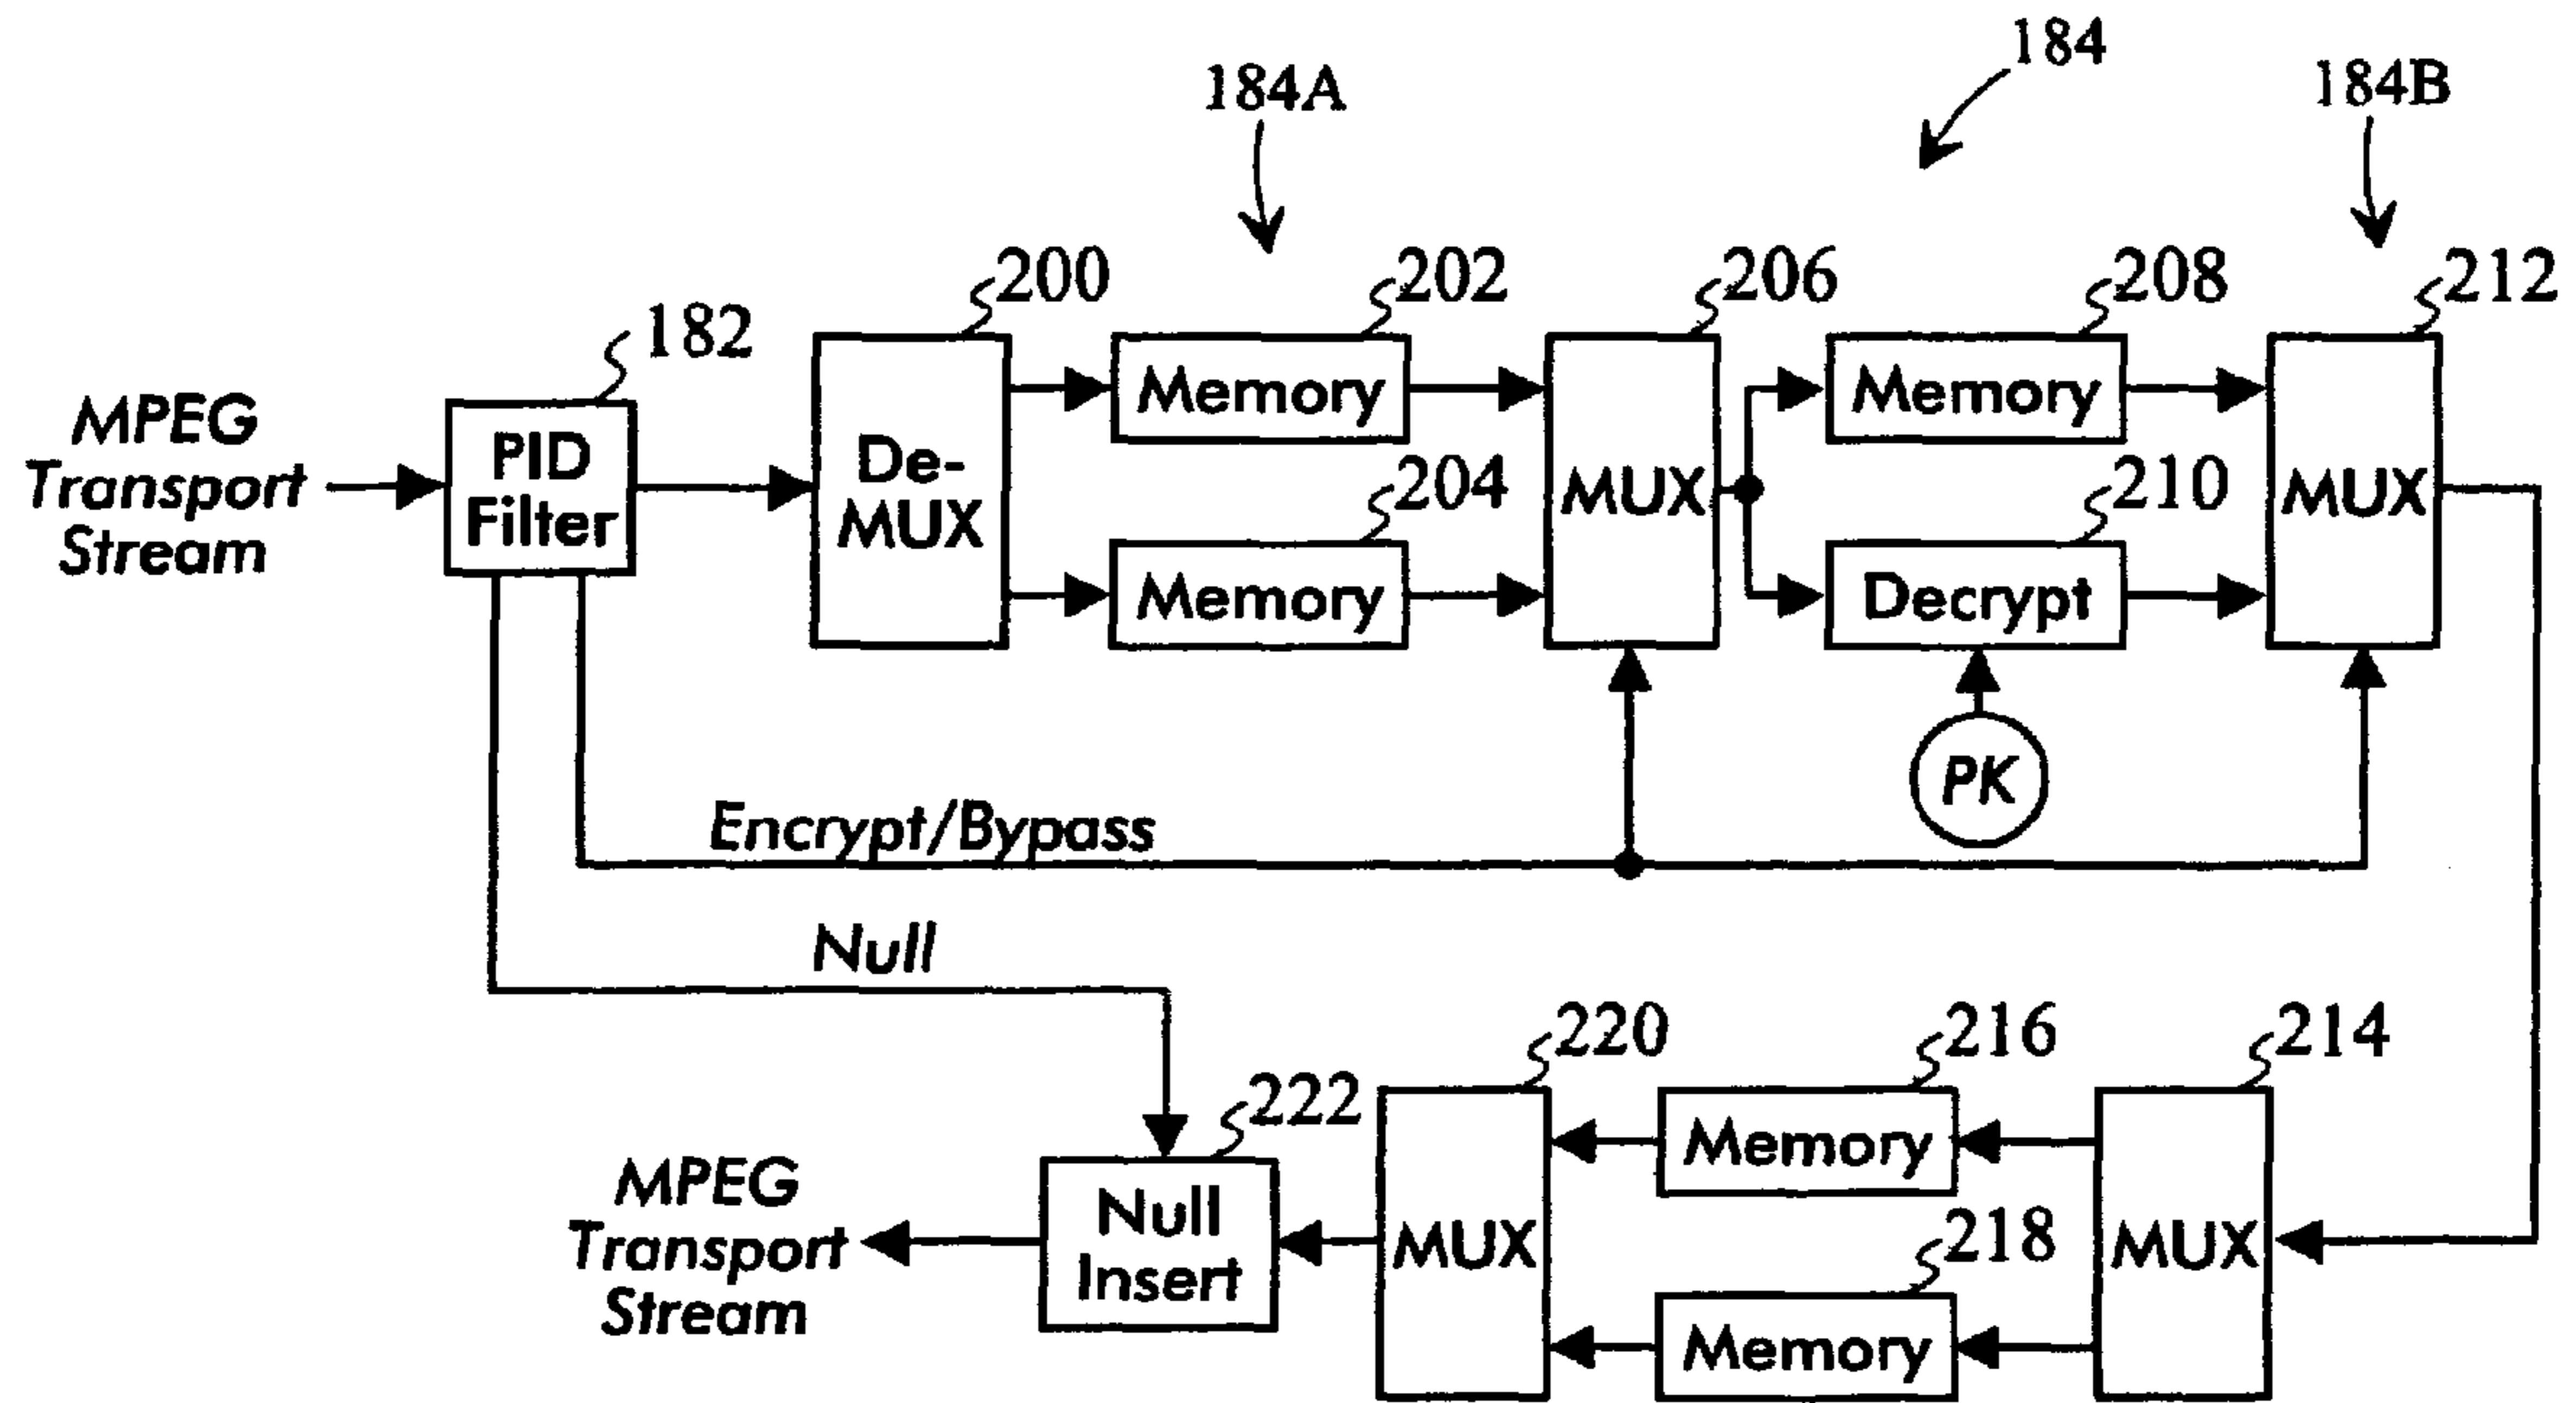 184
184A
184B
200
202
206
208
212
182
MPEG
Transport
Stream
PID
Filter
De-
MUX
Memory
204
Memory
MUX
Memory
210
Decrypt
MUX
PK
Encrypt/Bypass
Null
220
216
214
222
MPEG
Transport
Stream
Null
Insert
MUX
Memory
218
Memory
MUX